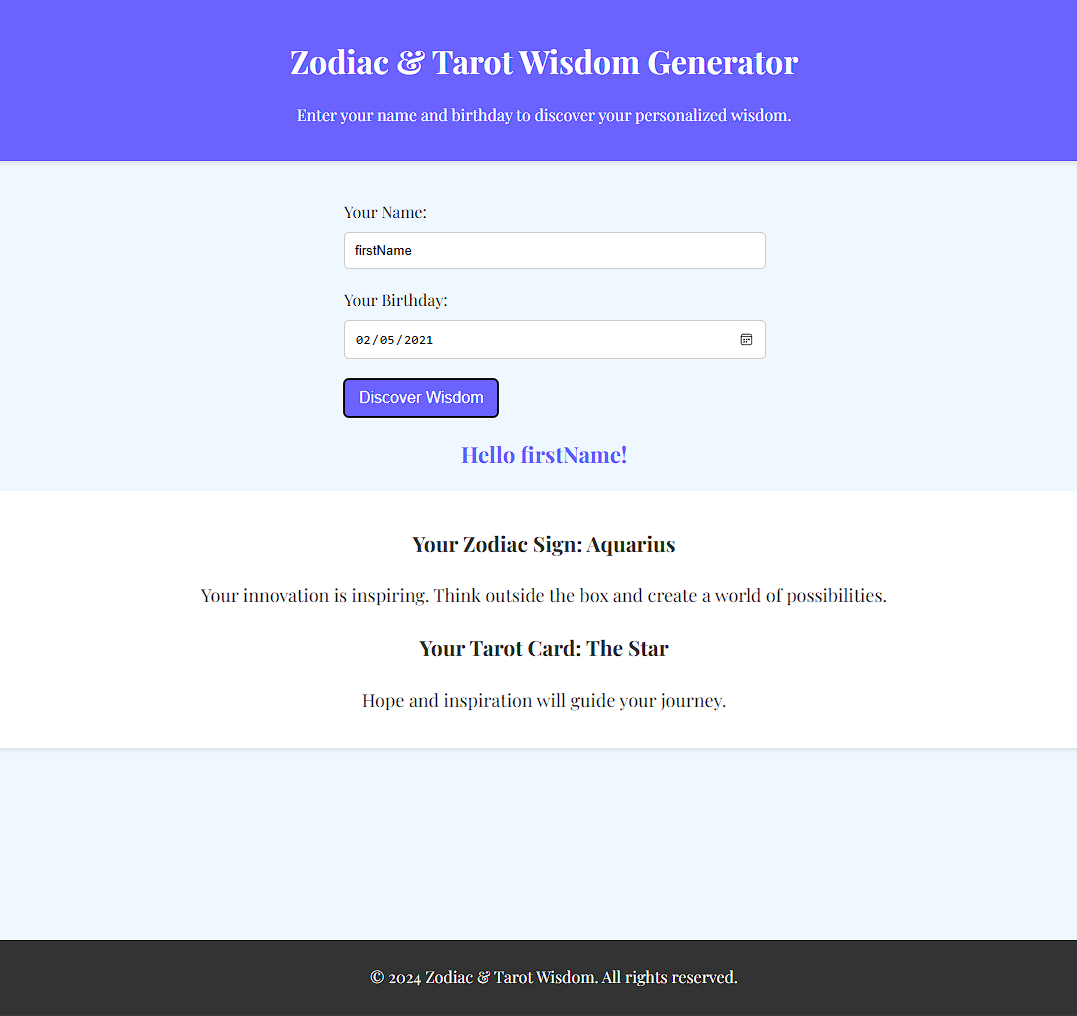 Zodiac & Tarot Wisdom Generator
Enter your name and birthday to discover your personalized wisdom.
Your Name:
firstName
Your Birthday:
02/05/2021
Discover Wisdom
Hello firstName!
Your Zodiac Sign: Aquarius
Your innovation is inspiring. Think outside the box and create a world of possibilities.
Your Tarot Card: The Star
Hope and inspiration will guide your journey.
© 2024 Zodiac & Tarot Wisdom. All rights reserved.